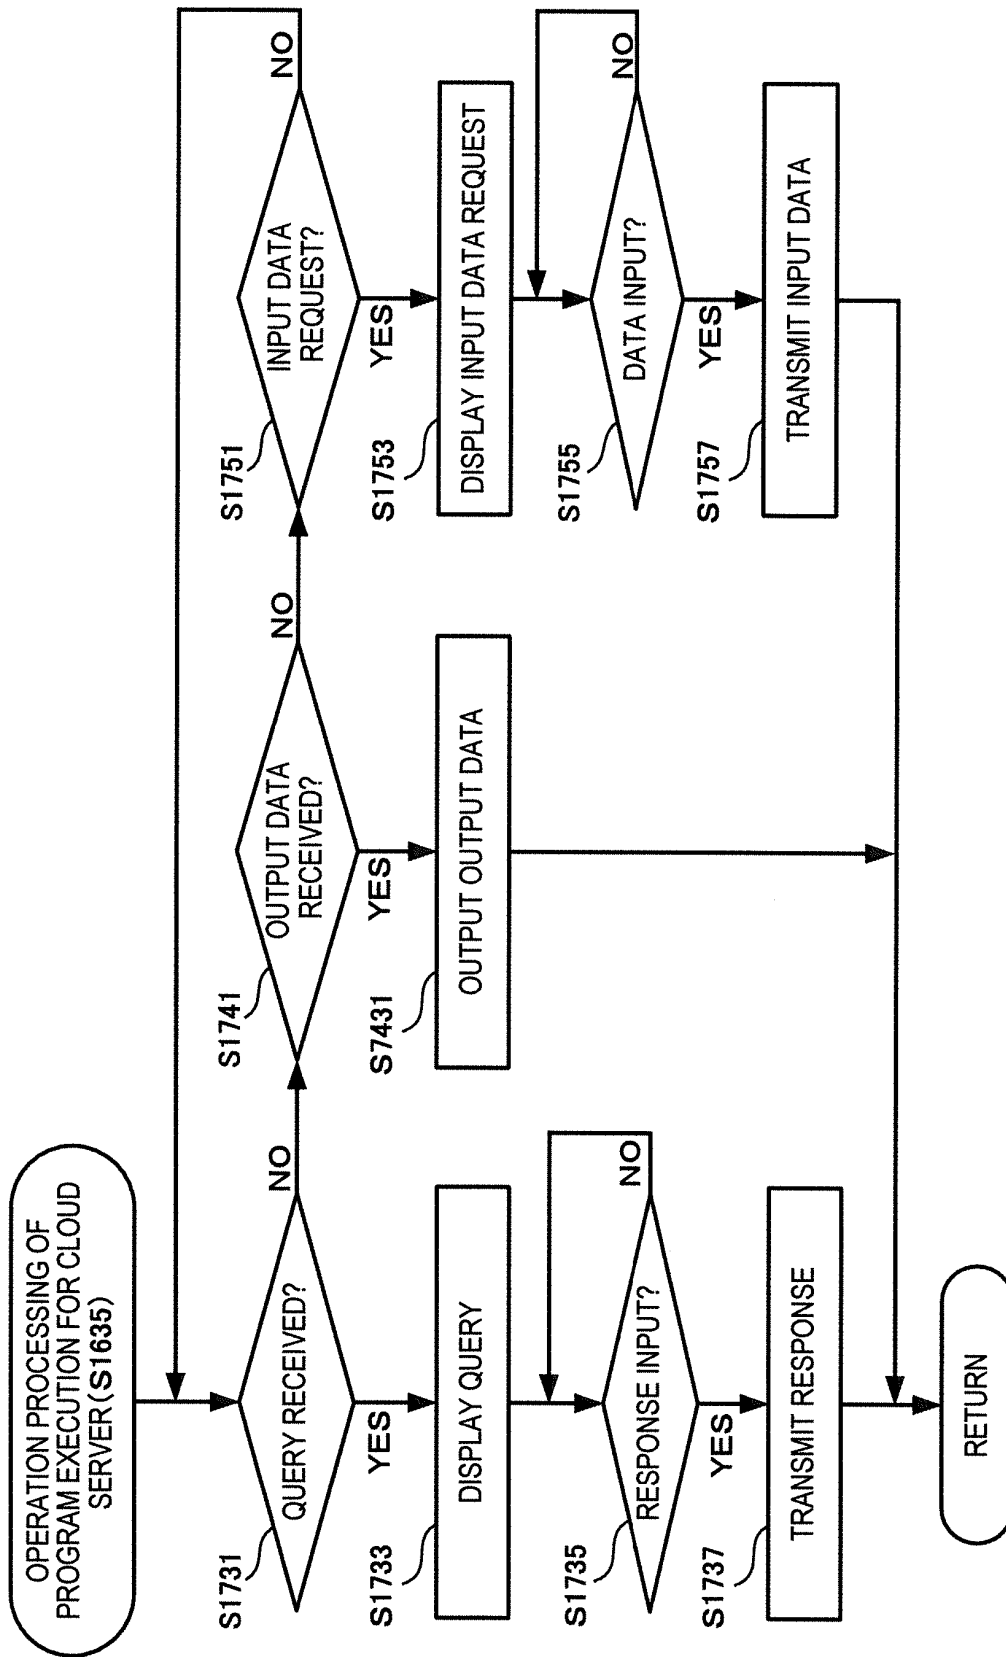 OPERATION PROCESSING OF
PROGRAM EXECUTION FOR CLOUD
SERVER(S1635)
S1731
QUERY RECEIVED?
NO
YES
S1733
DISPLAY QUERY
S1735
RESPONSE INPUT?
NO
YES
S1737
TRANSMIT RESPONSE
RETURN
S1741
OUTPUT DATA
RECEIVED?
NO
YES
S7431
OUTPUT OUTPUT DATA
S1751
INPUT DATA
REQUEST?
NO
YES
S1753
DISPLAY INPUT DATA REQUEST
S1755
DATA INPUT?
NO
YES
S1757
TRANSMIT INPUT DATA